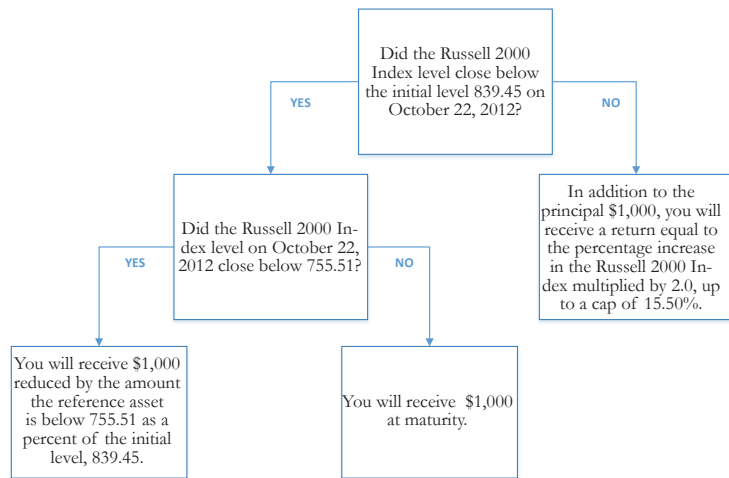 Did the Russell 2000
Index level close below
the initial level 839.45 on
October 22, 2012?
YES
NO
Did the Russell 2000 In-
dex level on October 22,
2012 close below 755.51?
In addition to the
principal $1,000, you will
receive a return equal to
the percentage increase
in the Russell 2000 In-
dex multiplied by 2.0, up
to a cap of 15.50%.
YES
NO
You will receive $1,000
reduced by the amount
the reference asset
is below 755.51 as a
percent of the initial
level, 839.45.
You will receive $1,000
at maturity.